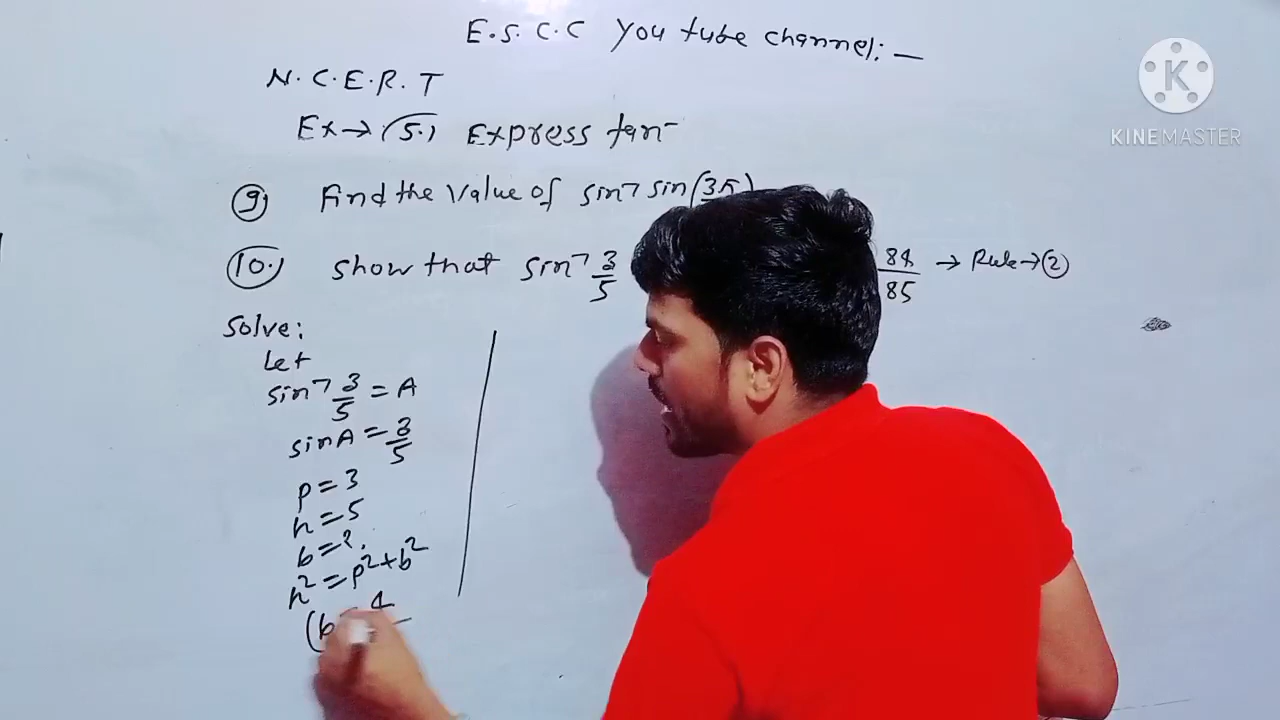 E.S.C.C You tube channel:—
KINEMASTER
N.C.E.R.T
Ex→(5.) Express tan⁻
(9) Find the value of sin⁻¹ sin(3π
(10.) show that sin⁻¹ 3/5 84/85 → Rule→(2)
Solve:
Let
sin⁻¹ 3/5 = A
sinA = 3/5
p = 3
h = 5
b = ?.
h² = p² + b²
(b = 4